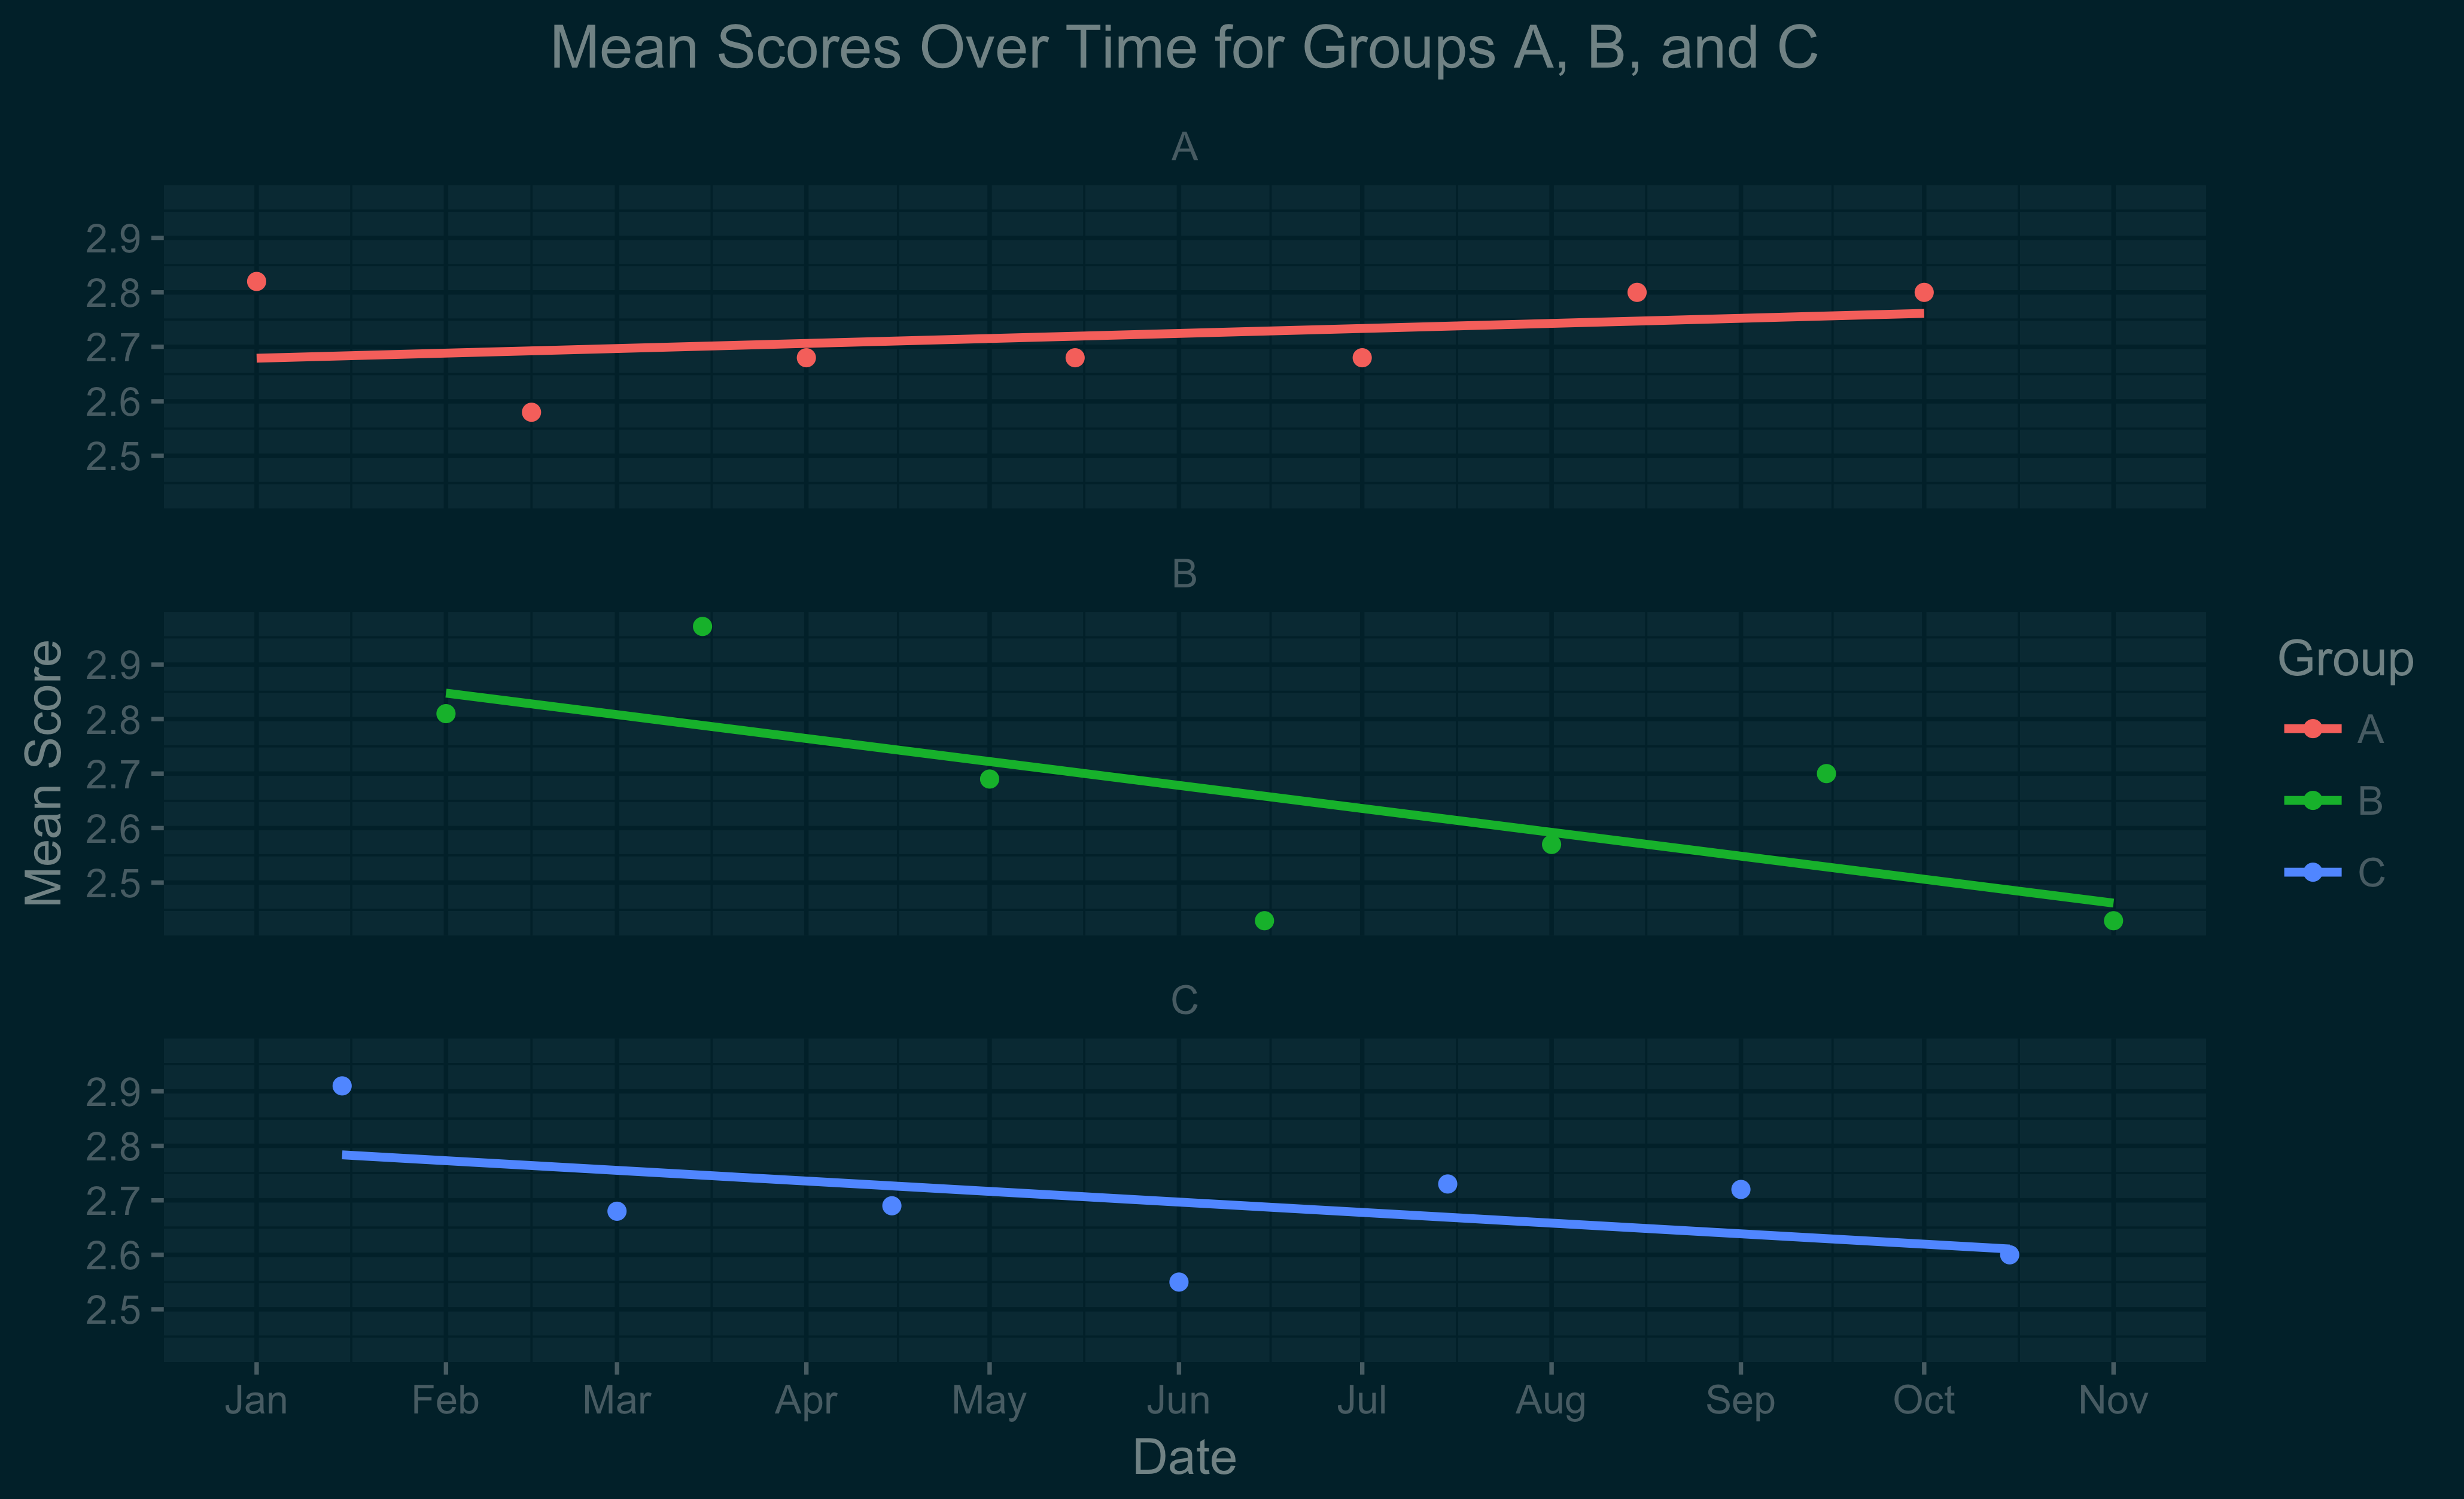 Mean Scores Over Time for Groups A, B, and C
A
2.9
2.8
2.7
2.6
2.5
B
Mean Score
2.9
2.8
2.7
2.6
2.5
C
2.9
2.8
2.7
2.6
2.5
Jan Feb Mar Apr May Jun Jul Aug Sep Oct Nov
Date
Group
A
B
C